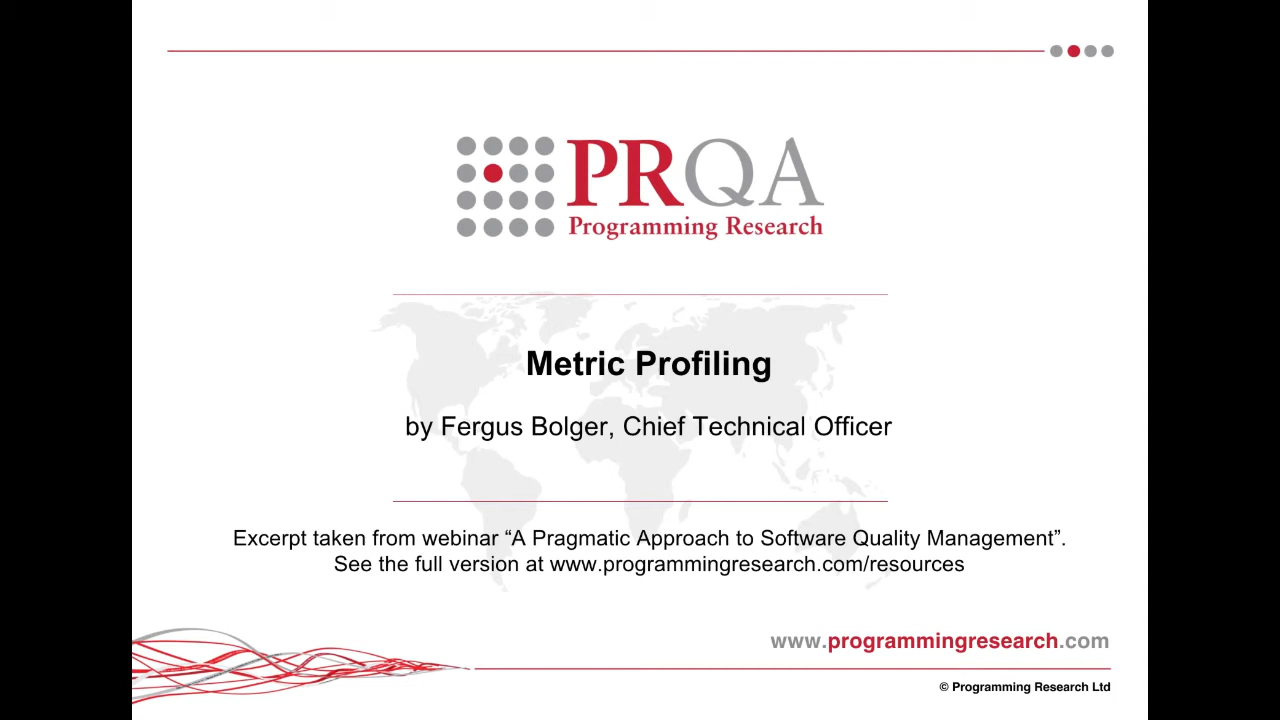 PRQA
Programming Research
Metric Profiling
by Fergus Bolger, Chief Technical Officer
Excerpt taken from webinar “A Pragmatic Approach to Software Quality Management”.
See the full version at www.programmingresearch.com/resources
www.programmingresearch.com
© Programming Research Ltd